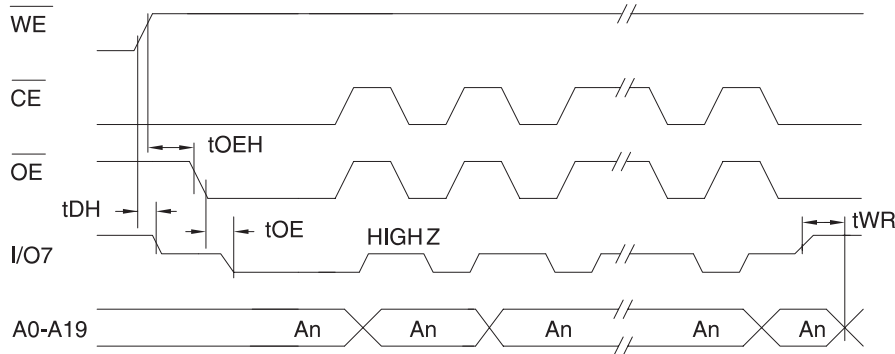 WE
CE
tOEH
OE
tDH
tOE
tWR
HIGH Z
I/O7
A0-A19 An An An An An